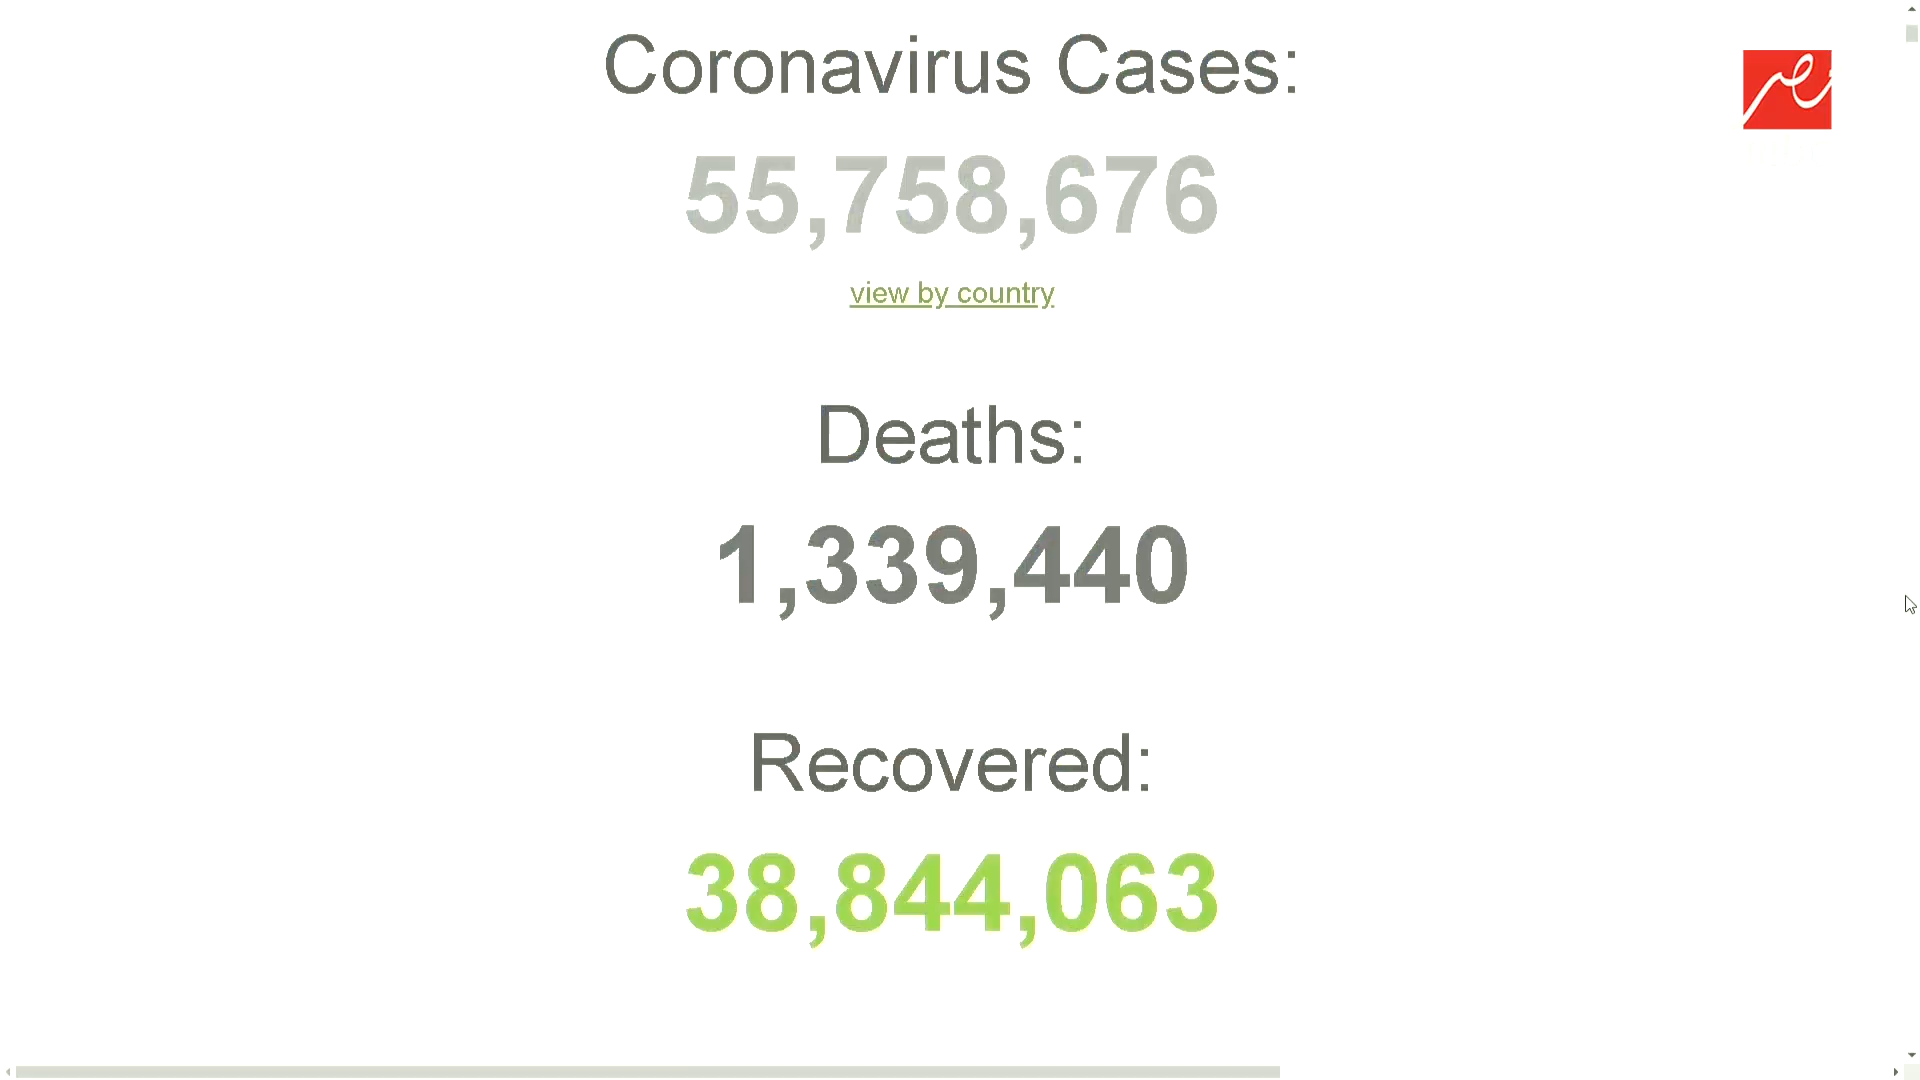 Coronavirus Cases:
55,758,676
view by country
Deaths:
1,339,440
Recovered:
38,844,063